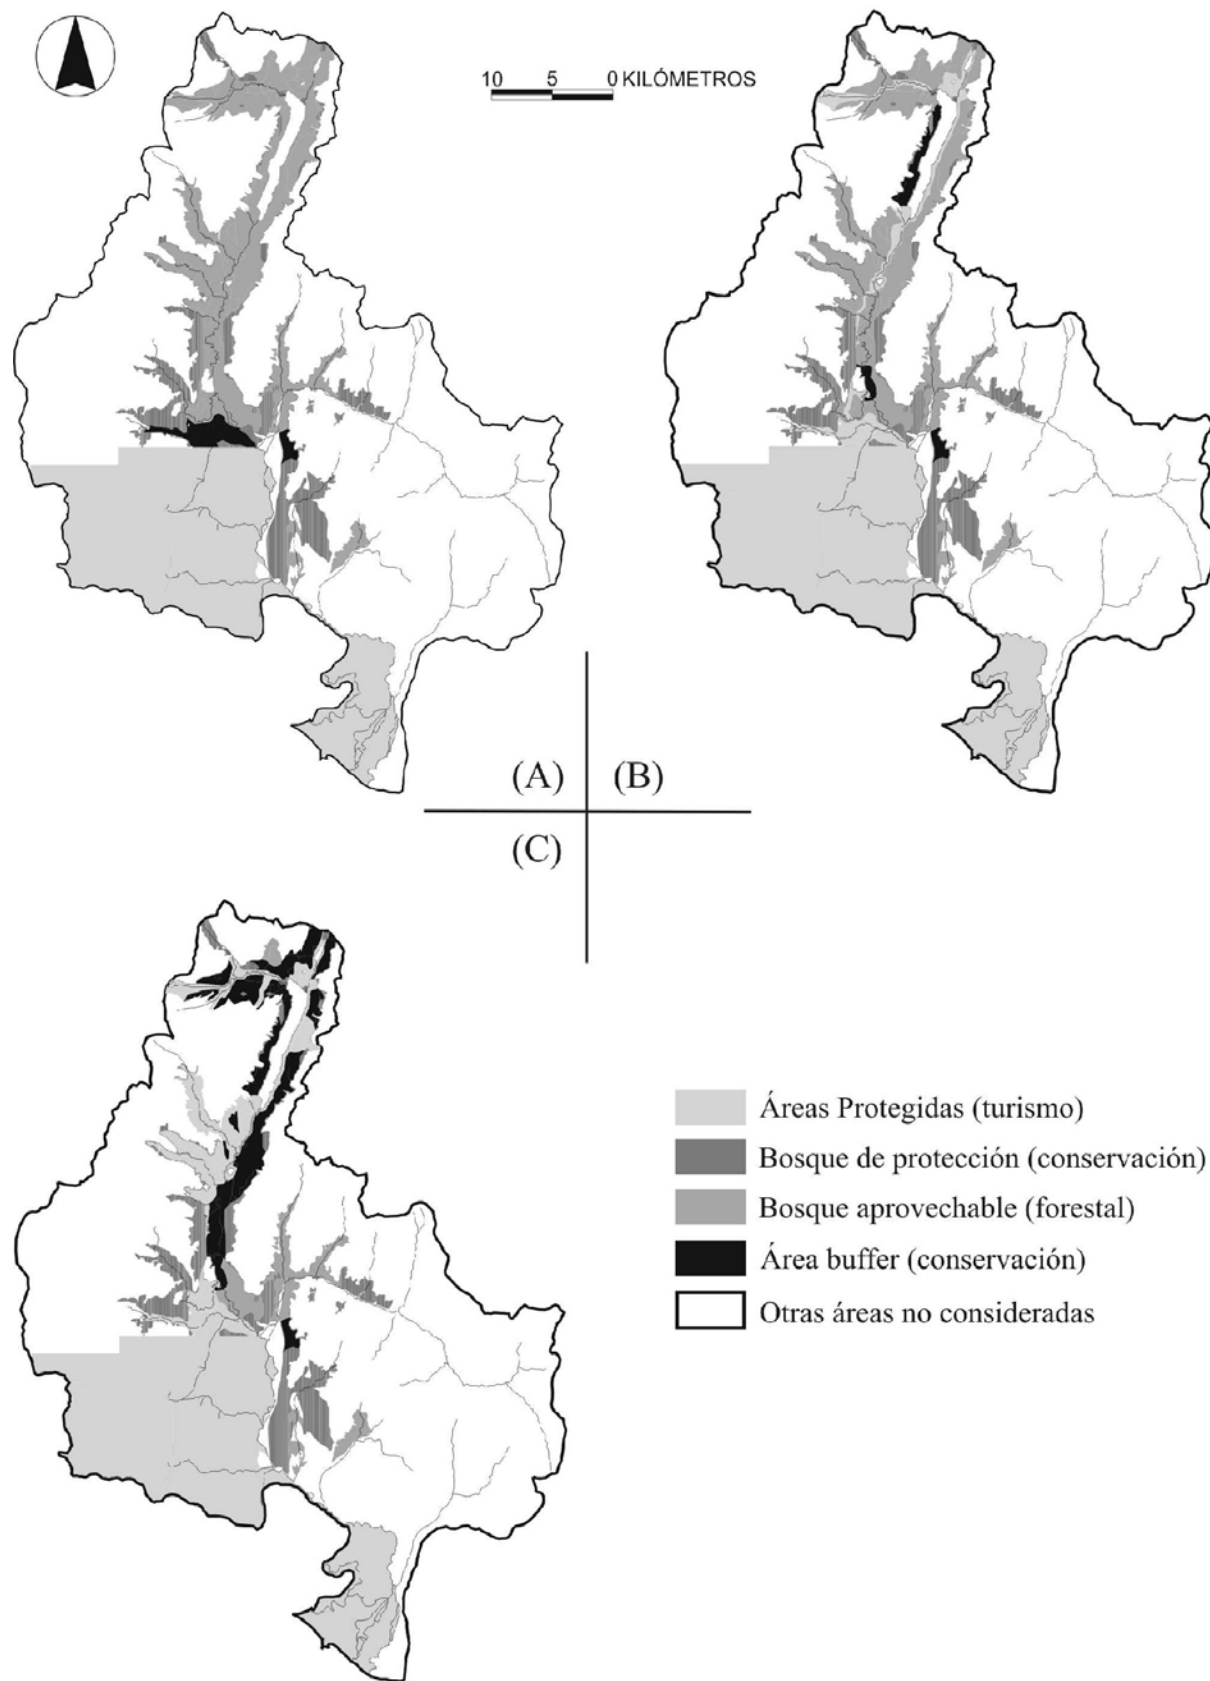 10 5 0 KILÓMETROS
(A) (B)
(C)
Áreas Protegidas (turismo)
Bosque de protección (conservación)
Bosque aprovechable (forestal)
Área buffer (conservación)
Otras áreas no consideradas